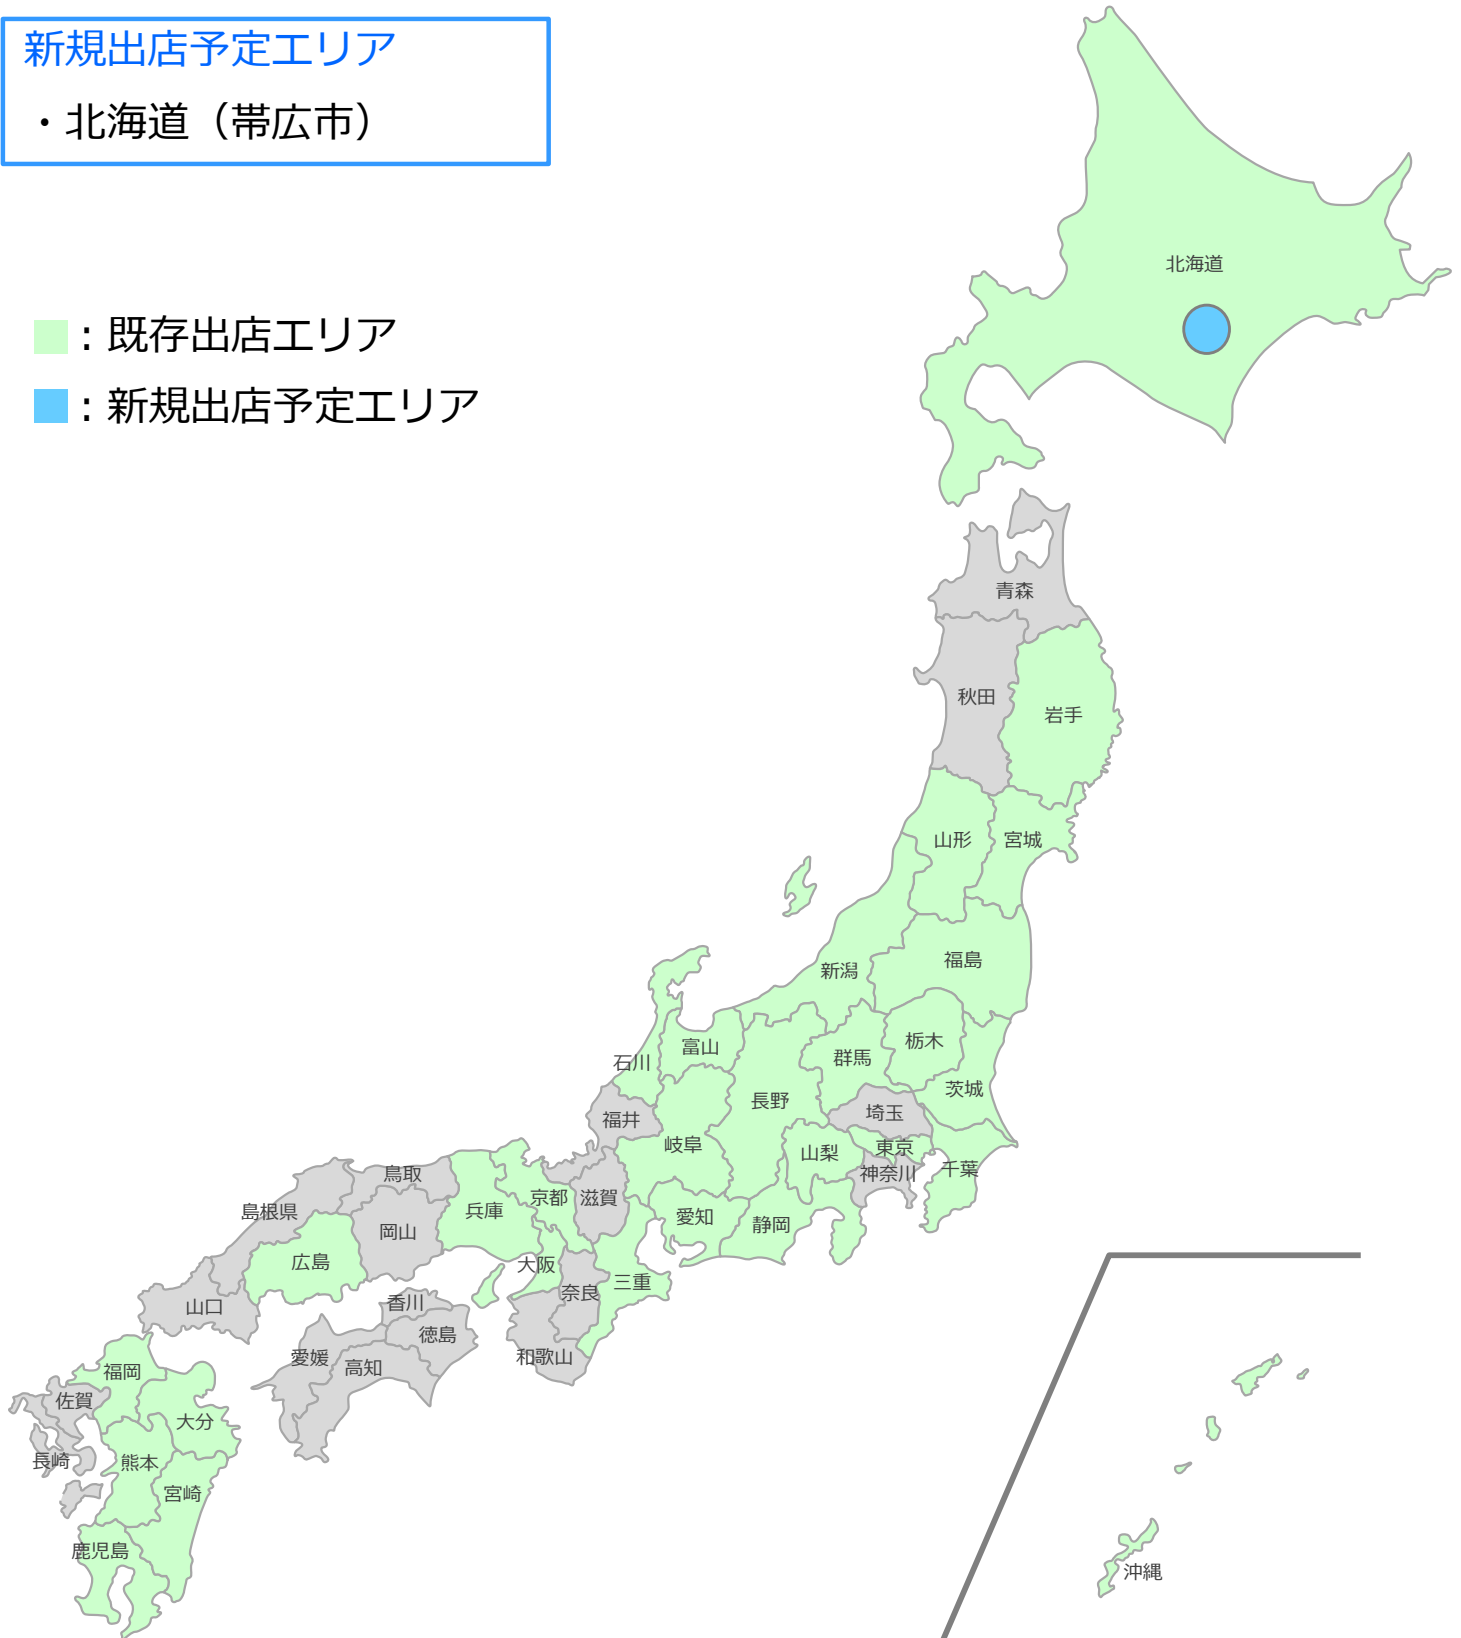 新規出店予定エリア
・北海道（帯広市）
：既存出店エリア
：新規出店予定エリア
北海道
青森
秋田
岩手
山形
宮城
新潟
福島
石川
富山
群馬
栃木
長野
茨城
福井
埼玉
岐阜
山梨
東京
千葉
神奈川
鳥取
島根県
岡山
兵庫
京都
滋賀
愛知
静岡
広島
大阪
奈良
三重
山口
香川
徳島
和歌山
愛媛
高知
福岡
佐賀
大分
長崎
熊本
宮崎
鹿児島
沖縄